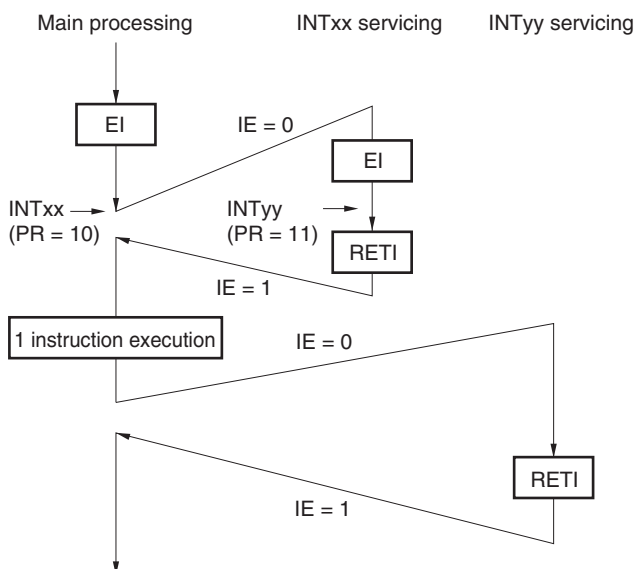 Main processing
INTxx servicing
INTyy servicing
EI
IE = 0
EI
INTxx
(PR = 10)
INTyy
(PR = 11)
RETI
IE = 1
1 instruction execution
IE = 0
RETI
IE = 1